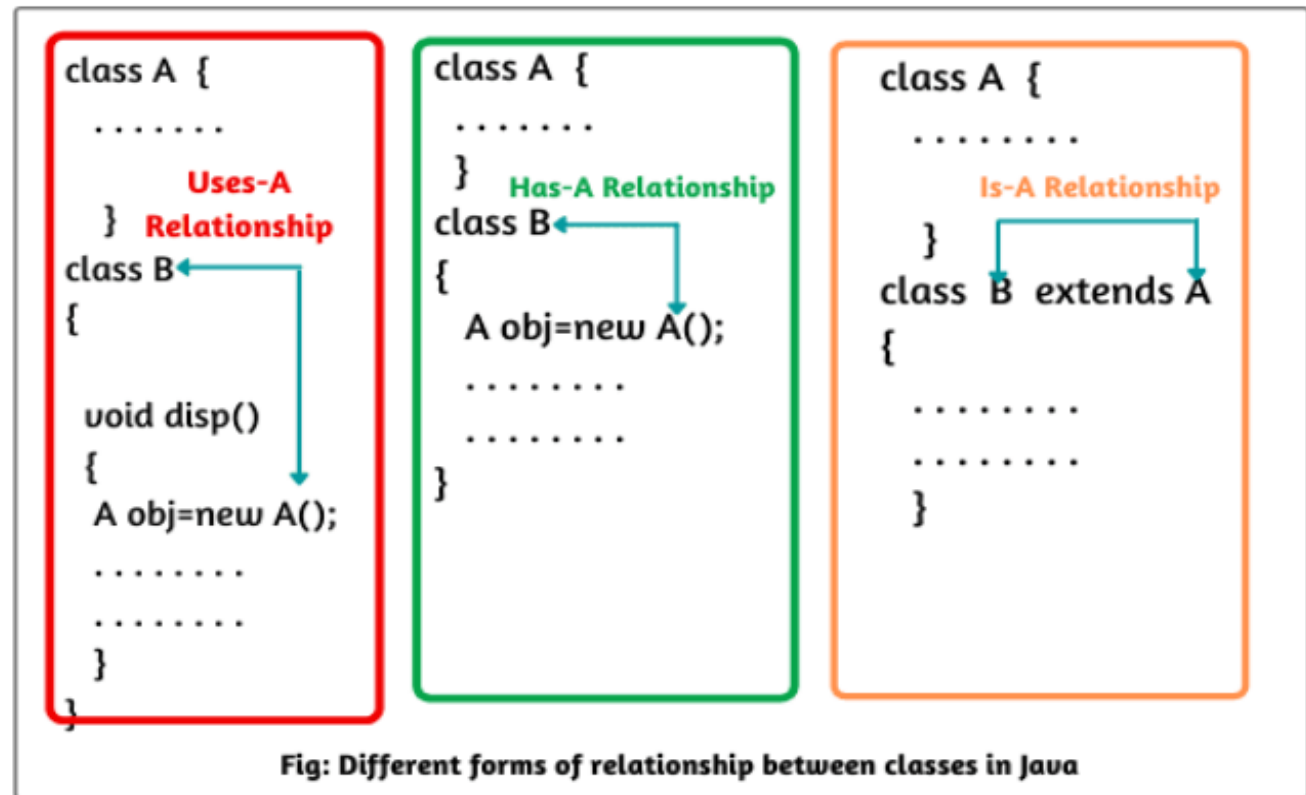 class A {
. . . . . . .
Uses-A
Relationship
}
class B
{
void disp()
{
A obj=new A();
. . . . . . . .
. . . . . . . .
}
}
class A {
. . . . . . .
}
Has-A Relationship
class B
{
A obj=new A();
. . . . . . . .
. . . . . . . .
}
class A {
. . . . . . . .
Is-A Relationship
}
class B extends A
{
. . . . . . . .
. . . . . . . .
}
Fig: Different forms of relationship between classes in Java